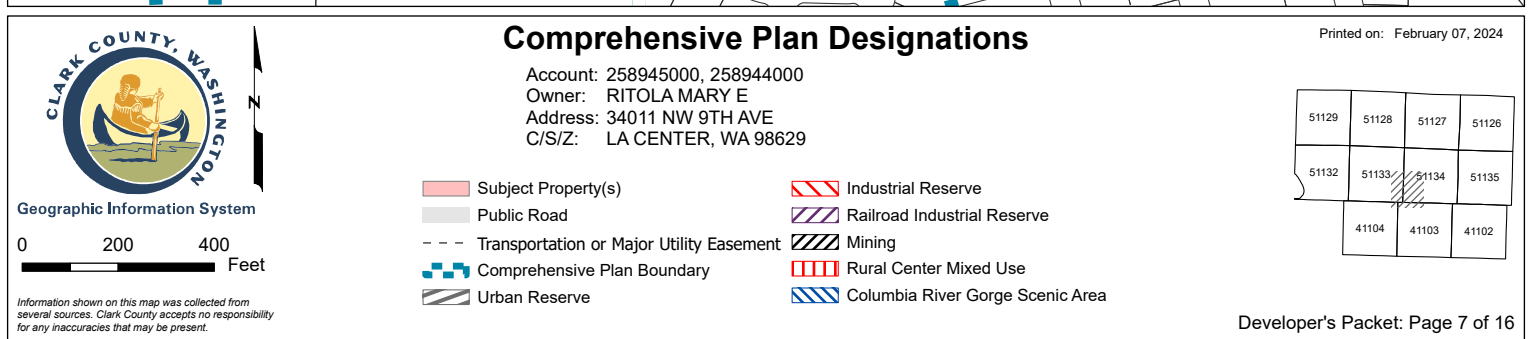 Comprehensive Plan Designations
Printed on: February 07, 2024
CLARK COUNTY, WASHINGTON
Geographic Information System
N
Account: 258945000, 258944000
Owner: RITOLA MARY E
Address: 34011 NW 9TH AVE
C/S/Z: LA CENTER, WA 98629
0 200 400
Feet
Information shown on this map was collected from
several sources. Clark County accepts no responsibility
for any inaccuracies that may be present.
Subject Property(s)
Public Road
Transportation or Major Utility Easement
Comprehensive Plan Boundary
Urban Reserve
Industrial Reserve
Railroad Industrial Reserve
Mining
Rural Center Mixed Use
Columbia River Gorge Scenic Area
51129 51128 51127 51126
51132 51133 51134 51135
41104 41103 41102
Developer's Packet: Page 7 of 16